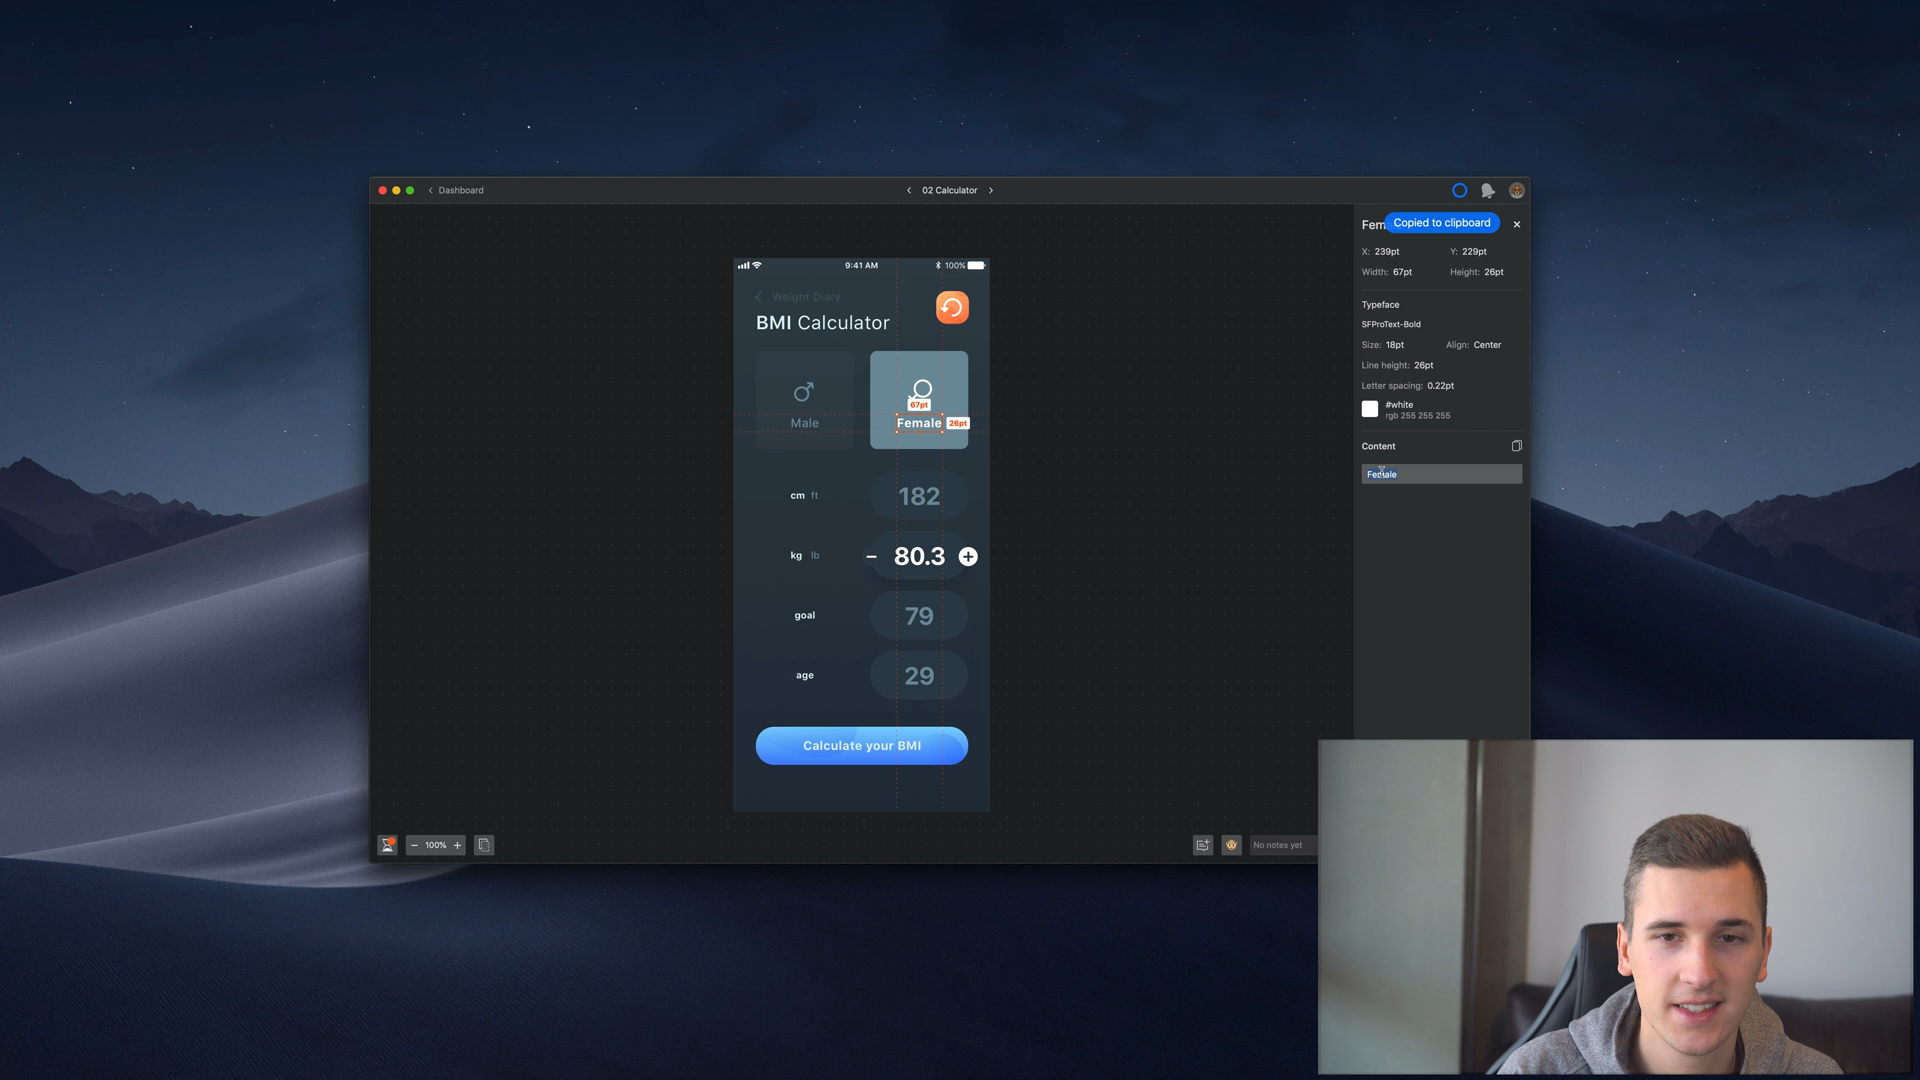 Dashboard
02 Calculator
Copied to clipboard
Fem
X: 239pt
Y: 229pt
Width: 67pt
Height: 26pt
Typeface
SFProText-Bold
Size: 18pt
Align: Center
Line height: 26pt
Letter spacing: 0.22pt
#white
rgb 255 255 255
Content
Female
9:41 AM
100%
Weight Diary
BMI Calculator
67pt
Male
Female
26pt
cm ft
182
kg lb
80.3
goal
79
age
29
Calculate your BMI
100%
No notes yet